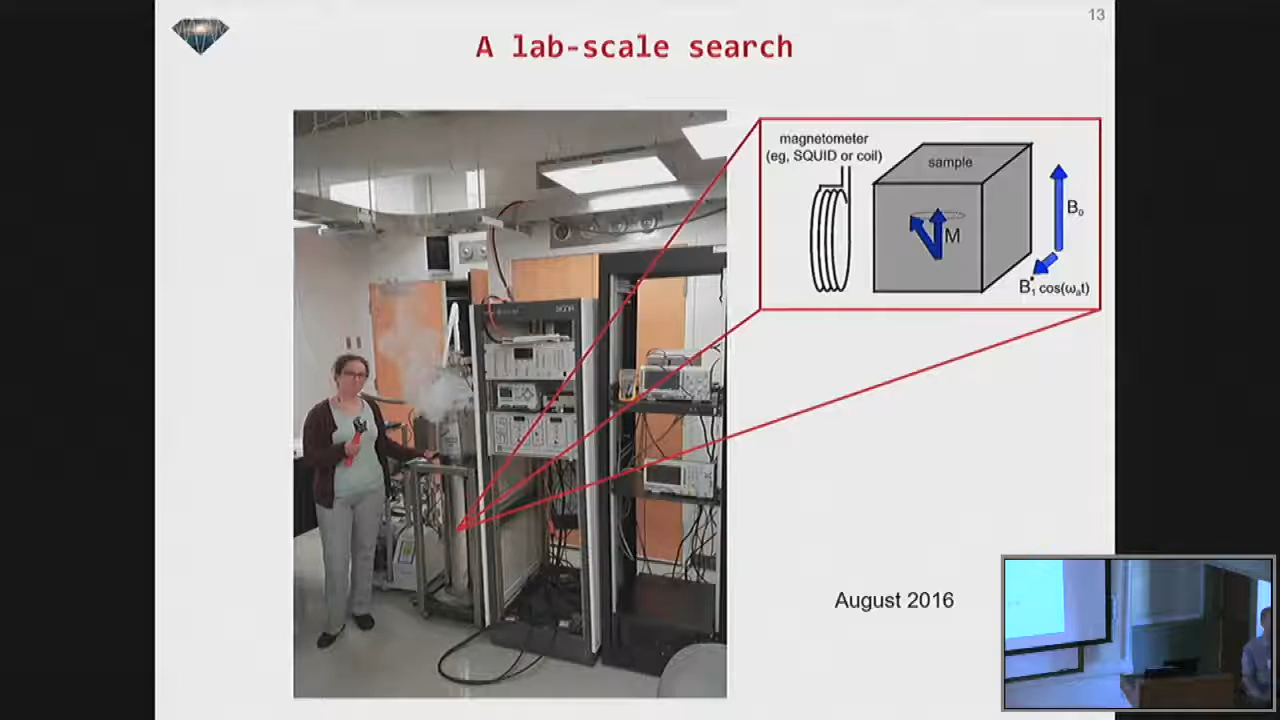 13
A lab-scale search
magnetometer
(eg, SQUID or coil)
sample
M
B₀
B₁ cos(ωₐt)
August 2016